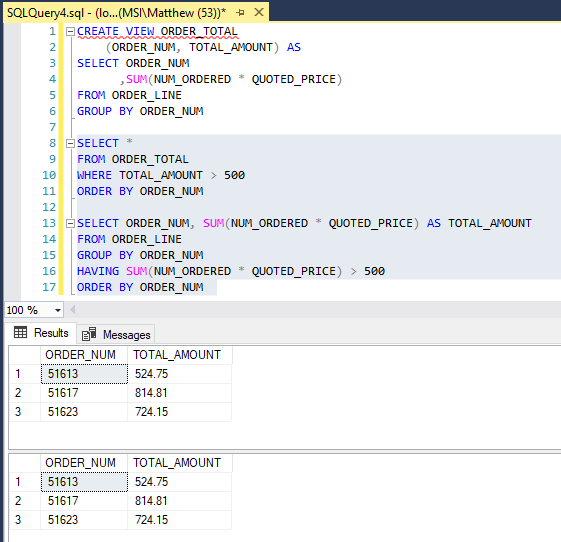 SQLQuery4.sql - (lo...(MSI\Matthew (53))*
1 CREATE VIEW ORDER_TOTAL
2 (ORDER_NUM, TOTAL_AMOUNT) AS
3 SELECT ORDER_NUM
4 ,SUM(NUM_ORDERED * QUOTED_PRICE)
5 FROM ORDER_LINE
6 GROUP BY ORDER_NUM
7
8 SELECT *
9 FROM ORDER_TOTAL
10 WHERE TOTAL_AMOUNT > 500
11 ORDER BY ORDER_NUM
12
13 SELECT ORDER_NUM, SUM(NUM_ORDERED * QUOTED_PRICE) AS TOTAL_AMOUNT
14 FROM ORDER_LINE
15 GROUP BY ORDER_NUM
16 HAVING SUM(NUM_ORDERED * QUOTED_PRICE) > 500
17 ORDER BY ORDER_NUM
100 %
Results Messages
ORDER_NUM TOTAL_AMOUNT
1 51613 524.75
2 51617 814.81
3 51623 724.15
ORDER_NUM TOTAL_AMOUNT
1 51613 524.75
2 51617 814.81
3 51623 724.15